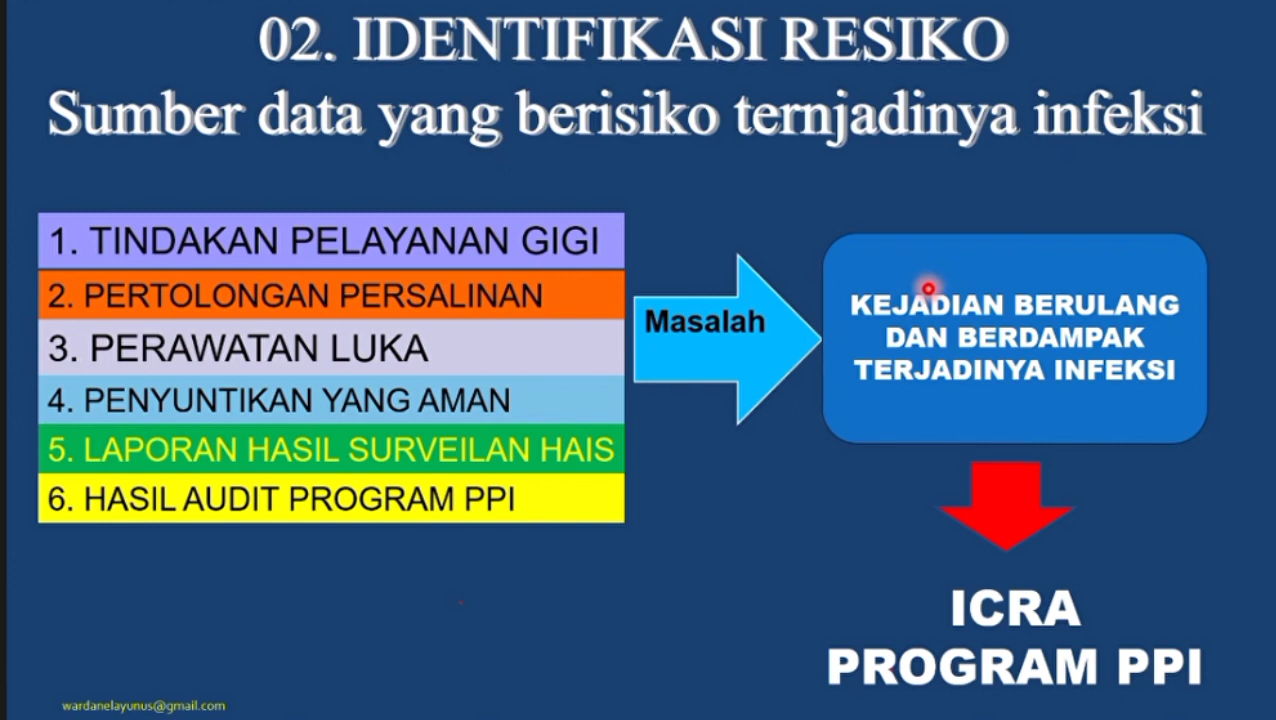 02. IDENTIFIKASI RESIKO
Sumber data yang berisiko ternjadinya infeksi
1. TINDAKAN PELAYANAN GIGI
2. PERTOLONGAN PERSALINAN
3. PERAWATAN LUKA
4. PENYUNTIKAN YANG AMAN
5. LAPORAN HASIL SURVEILAN HAIS
6. HASIL AUDIT PROGRAM PPI
Masalah
KEJADIAN BERULANG
DAN BERDAMPAK
TERJADINYA INFEKSI
ICRA
PROGRAM PPI
wardanelayunus@gmail.com